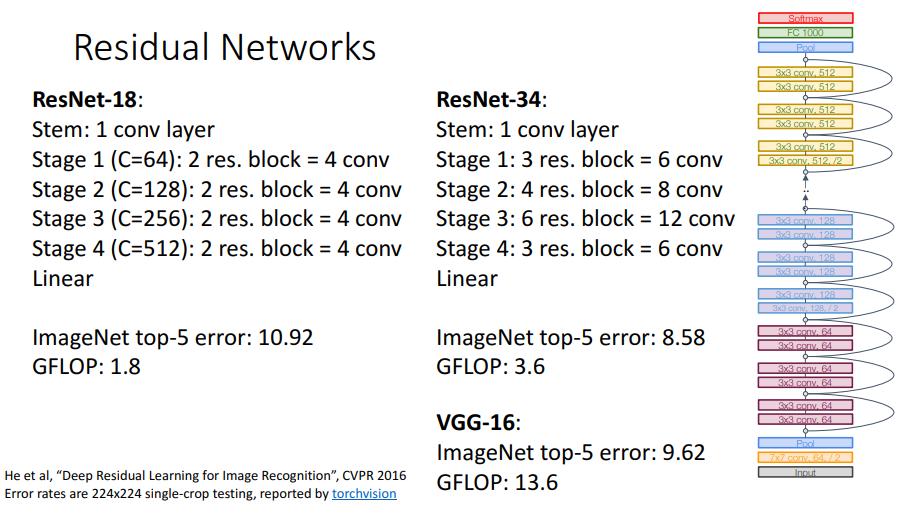 Residual Networks
ResNet-18:
Stem: 1 conv layer
Stage 1 (C=64): 2 res. block = 4 conv
Stage 2 (C=128): 2 res. block = 4 conv
Stage 3 (C=256): 2 res. block = 4 conv
Stage 4 (C=512): 2 res. block = 4 conv
Linear
ImageNet top-5 error: 10.92
GFLOP: 1.8
ResNet-34:
Stem: 1 conv layer
Stage 1: 3 res. block = 6 conv
Stage 2: 4 res. block = 8 conv
Stage 3: 6 res. block = 12 conv
Stage 4: 3 res. block = 6 conv
Linear
ImageNet top-5 error: 8.58
GFLOP: 3.6
VGG-16:
ImageNet top-5 error: 9.62
GFLOP: 13.6
He et al, “Deep Residual Learning for Image Recognition”, CVPR 2016
Error rates are 224x224 single-crop testing, reported by torchvision
Softmax
FC 1000
Pool
3x3 conv, 512
3x3 conv, 512
3x3 conv, 512
3x3 conv, 512
3x3 conv, 512
3x3 conv, 512, /2
..
3x3 conv, 128
3x3 conv, 128
3x3 conv, 128
3x3 conv, 128
3x3 conv, 128
3x3 conv, 128, / 2
3x3 conv, 64
3x3 conv, 64
3x3 conv, 64
3x3 conv, 64
3x3 conv, 64
3x3 conv, 64
Pool
7x7 conv, 64, / 2
Input